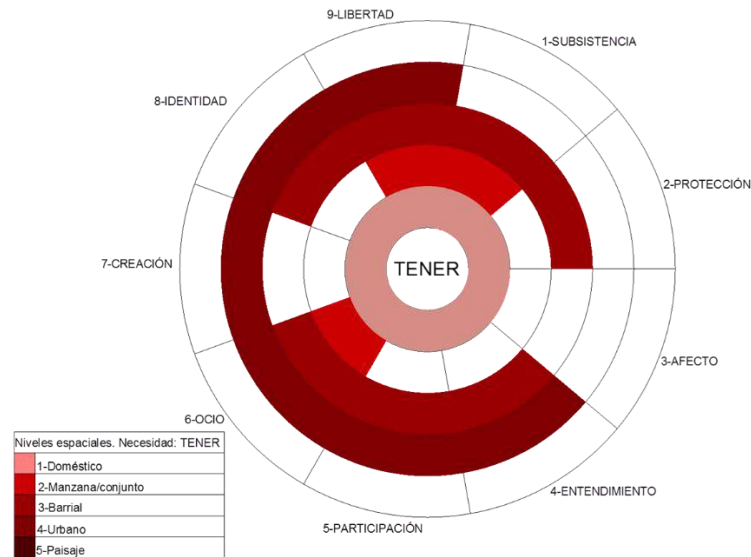 9-LIBERTAD
1-SUBSISTENCIA
8-IDENTIDAD
2-PROTECCIÓN
7-CREACIÓN
TENER
3-AFECTO
6-OCIO
4-ENTENDIMIENTO
5-PARTICIPACIÓN
Niveles espaciales. Necesidad: TENER
1-Doméstico
2-Manzana/conjunto
3-Barrial
4-Urbano
5-Paisaje